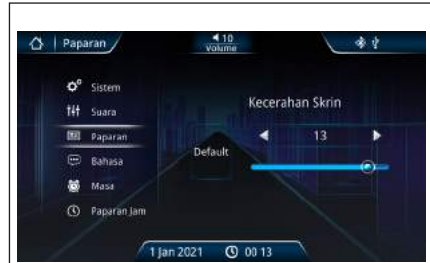 Paparan
10
Volume
Sistem
Suara
Paparan
Bahasa
Masa
Paparan Jam
Default
Kecerahan Skrin
13
1 Jan 2021 00 13